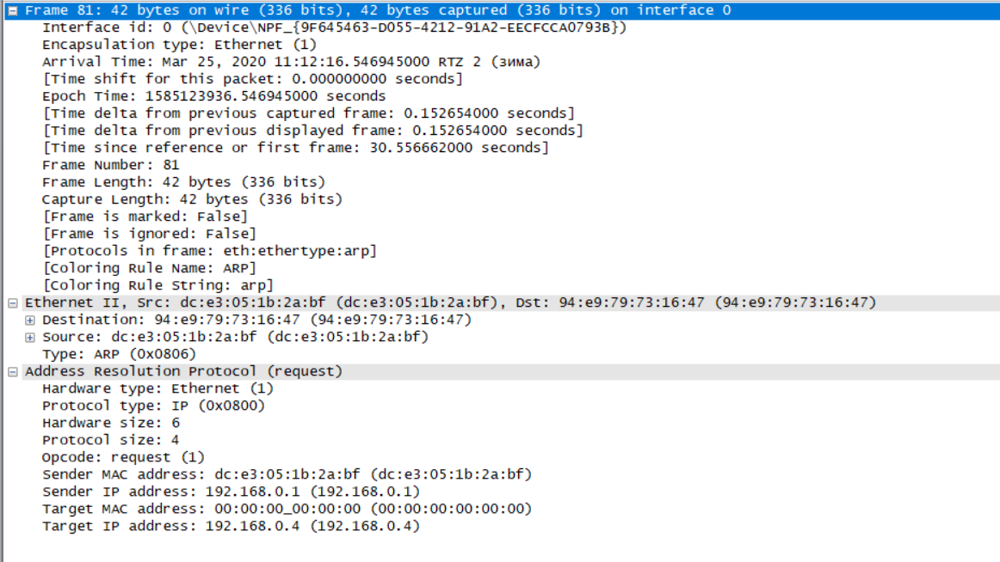 Frame 81: 42 bytes on wire (336 bits), 42 bytes captured (336 bits) on interface 0
Interface id: 0 (\Device\NPF_{9F645463-D055-4212-91A2-EECFCCA0793B})
Encapsulation type: Ethernet (1)
Arrival Time: Mar 25, 2020 11:12:16.546945000 RTZ 2 (зима)
[Time shift for this packet: 0.000000000 seconds]
Epoch Time: 1585123936.546945000 seconds
[Time delta from previous captured frame: 0.152654000 seconds]
[Time delta from previous displayed frame: 0.152654000 seconds]
[Time since reference or first frame: 30.556662000 seconds]
Frame Number: 81
Frame Length: 42 bytes (336 bits)
Capture Length: 42 bytes (336 bits)
[Frame is marked: False]
[Frame is ignored: False]
[Protocols in frame: eth:ethertype:arp]
[Coloring Rule Name: ARP]
[Coloring Rule String: arp]
Ethernet II, Src: dc:e3:05:1b:2a:bf (dc:e3:05:1b:2a:bf), Dst: 94:e9:79:73:16:47 (94:e9:79:73:16:47)
Destination: 94:e9:79:73:16:47 (94:e9:79:73:16:47)
Source: dc:e3:05:1b:2a:bf (dc:e3:05:1b:2a:bf)
Type: ARP (0x0806)
Address Resolution Protocol (request)
Hardware type: Ethernet (1)
Protocol type: IP (0x0800)
Hardware size: 6
Protocol size: 4
Opcode: request (1)
Sender MAC address: dc:e3:05:1b:2a:bf (dc:e3:05:1b:2a:bf)
Sender IP address: 192.168.0.1 (192.168.0.1)
Target MAC address: 00:00:00_00:00:00 (00:00:00:00:00:00)
Target IP address: 192.168.0.4 (192.168.0.4)